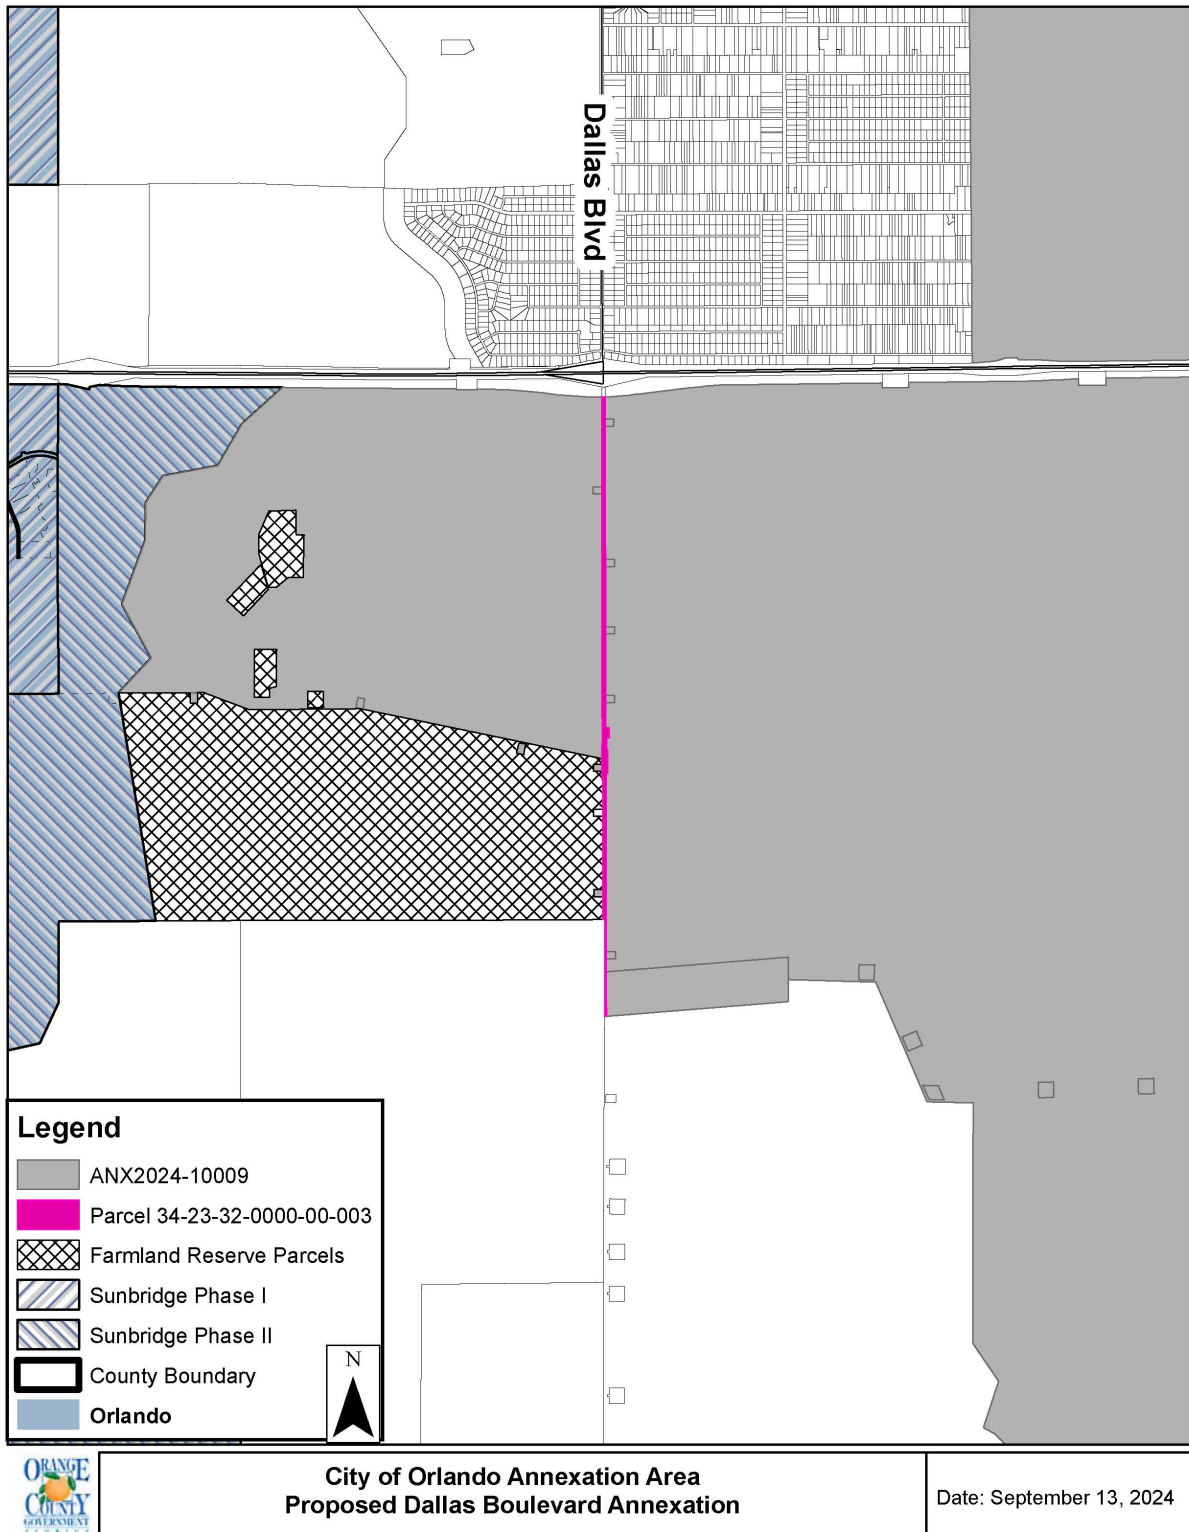 Dallas Blvd
Legend
ANX2024-10009
Parcel 34-23-32-0000-00-003
Farmland Reserve Parcels
Sunbridge Phase I
Sunbridge Phase II
County Boundary
Orlando
N
ORANGE
COUNTY
GOVERNMENT
FLORIDA
City of Orlando Annexation Area
Proposed Dallas Boulevard Annexation
Date: September 13, 2024